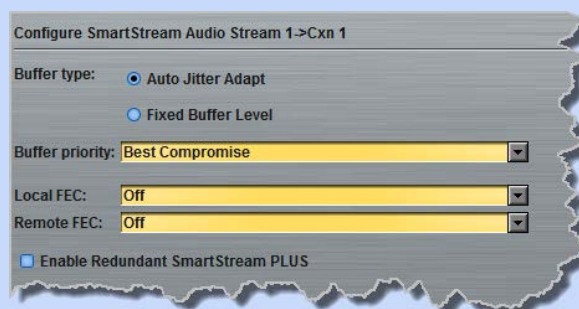 Configure SmartStream Audio Stream 1->Cxn 1
Buffer type:
Auto Jitter Adapt
Fixed Buffer Level
Buffer priority: Best Compromise
Local FEC: Off
Remote FEC: Off
Enable Redundant SmartStream PLUS